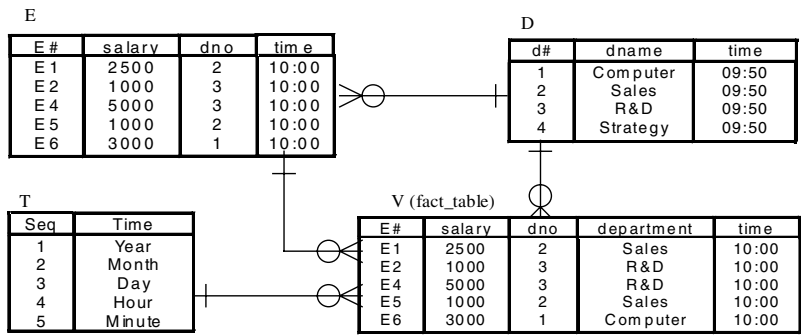 E
E# salary dno time
E1 2500 2 10:00
E2 1000 3 10:00
E4 5000 3 10:00
E5 1000 2 10:00
E6 3000 1 10:00
D
d# dname time
1 Computer 09:50
2 Sales 09:50
3 R&D 09:50
4 Strategy 09:50
T
Seq Time
1 Year
2 Month
3 Day
4 Hour
5 Minute
V (fact_table)
E# salary dno department time
E1 2500 2 Sales 10:00
E2 1000 3 R&D 10:00
E4 5000 3 R&D 10:00
E5 1000 2 Sales 10:00
E6 3000 1 Computer 10:00